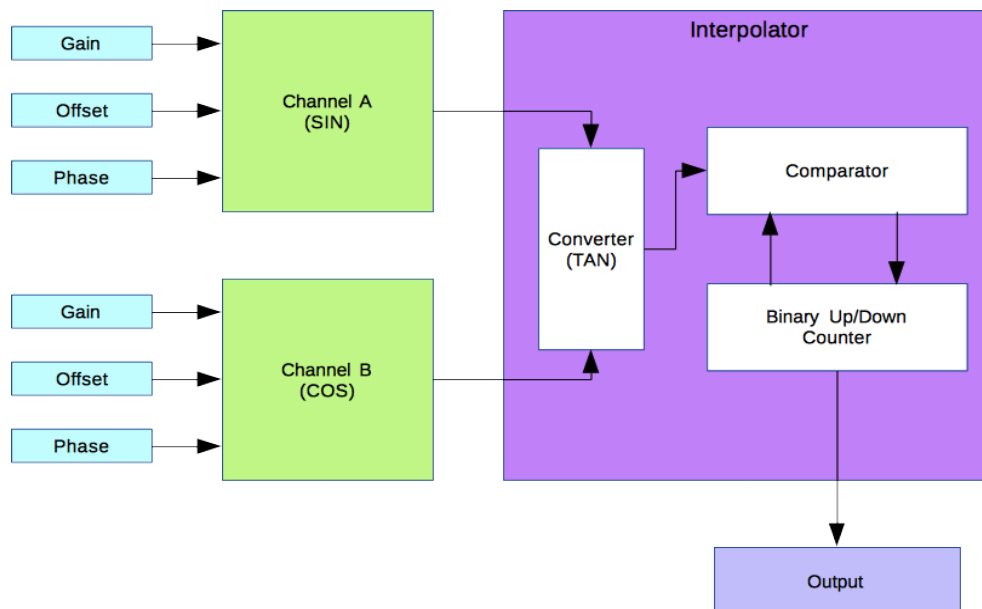 Interpolator
Gain
Offset
Phase
Channel A
(SIN)
Converter
(TAN)
Comparator
Binary Up/Down
Counter
Gain
Offset
Phase
Channel B
(COS)
Output